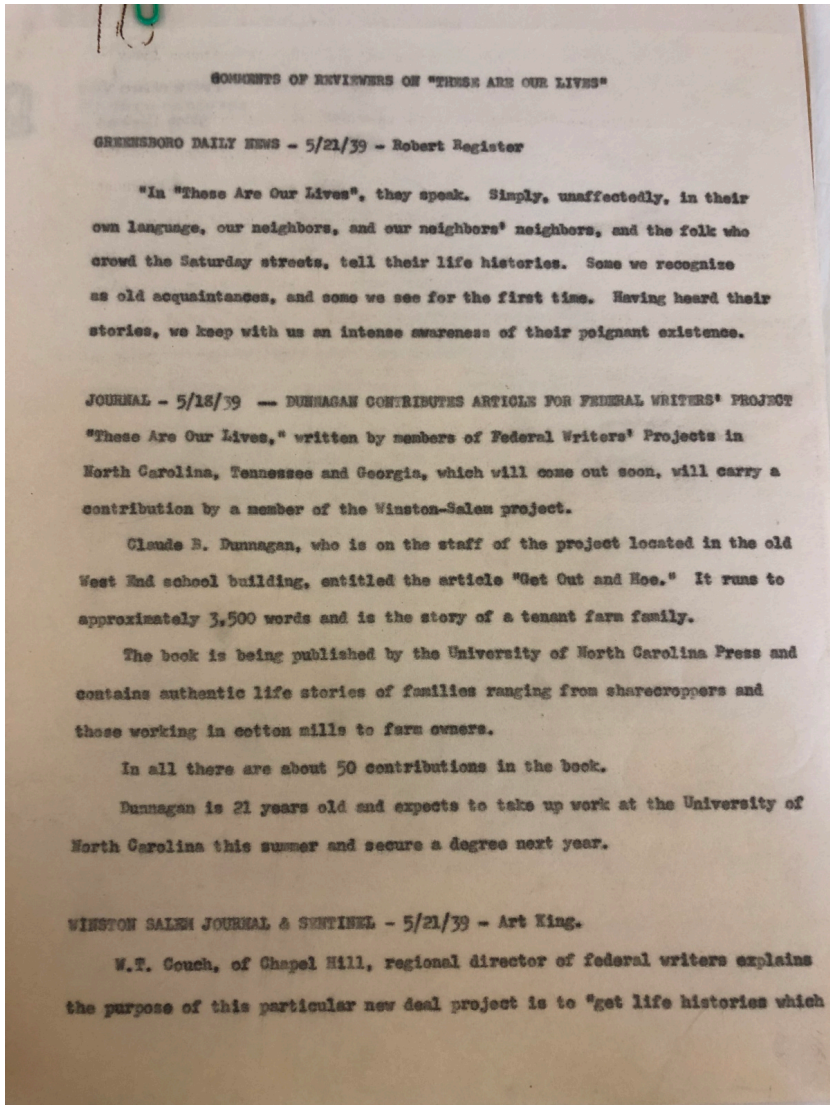 COMMENTS OF REVIEWERS ON "THESE ARE OUR LIVES"
GREENSBORO DAILY NEWS - 5/21/39 - Robert Register
"In "These Are Our Lives", they speak. Simply, unaffectedly, in their
own language, our neighbors, and our neighbors' neighbors, and the folk who
crowd the Saturday streets, tell their life histories. Some we recognize
as old acquaintances, and some we see for the first time. Having heard their
stories, we keep with us an intense awareness of their poignant existence.
JOURNAL - 5/18/39 -- DUNNAGAN CONTRIBUTES ARTICLE FOR FEDERAL WRITERS' PROJECT
"These Are Our Lives," written by members of Federal Writers' Projects in
North Carolina, Tennessee and Georgia, which will come out soon, will carry a
contribution by a member of the Winston-Salem project.
Claude B. Dunnagan, who is on the staff of the project located in the old
West End school building, entitled the article "Get Out and Hoe." It runs to
approximately 3,500 words and is the story of a tenant farm family.
The book is being published by the University of North Carolina Press and
contains authentic life stories of families ranging from sharecroppers and
those working in cotton mills to farm owners.
In all there are about 50 contributions in the book.
Dunnagan is 21 years old and expects to take up work at the University of
North Carolina this summer and secure a degree next year.
WINSTON SALEM JOURNAL & SENTINEL - 5/21/39 - Art King.
W.T. Couch, of Chapel Hill, regional director of federal writers explains
the purpose of this particular new deal project is to "get life histories which